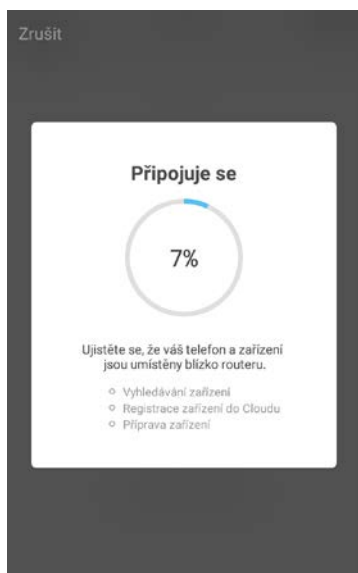 Zrušit
Připojuje se
7%
Ujistěte se, že váš telefon a zařízení
jsou umístěny blízko routeru.
Vyhledávání zařízení
Registrace zařízení do Cloudu
Příprava zařízení